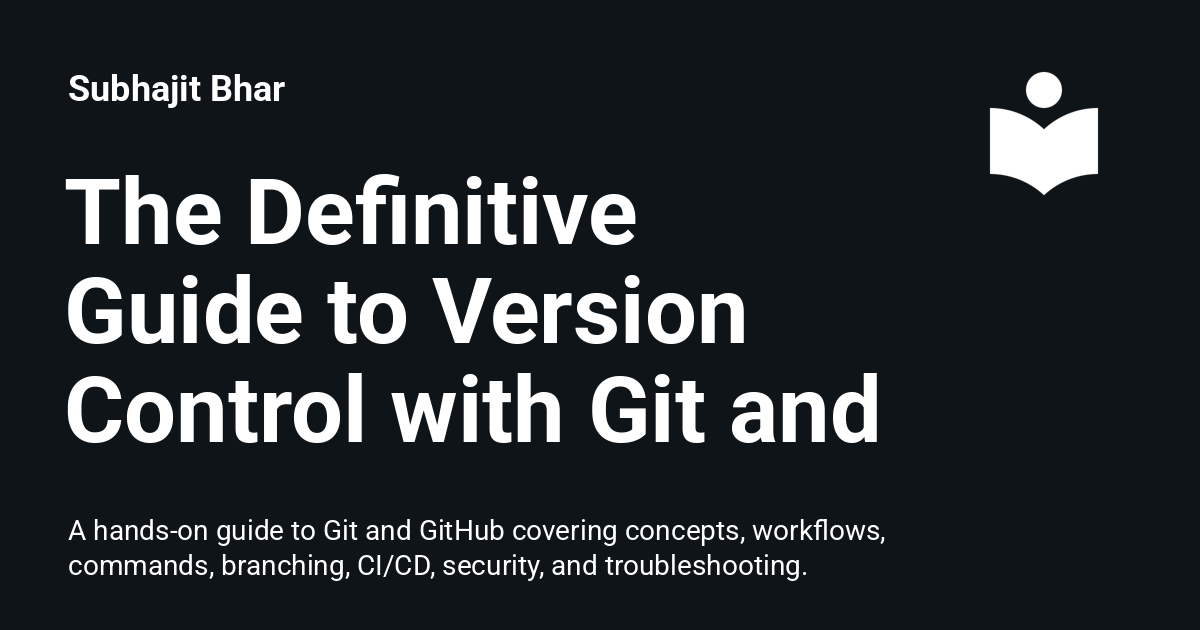 Subhajit Bhar
The Definitive
Guide to Version
Control with Git and
A hands-on guide to Git and GitHub covering concepts, workflows,
commands, branching, CI/CD, security, and troubleshooting.